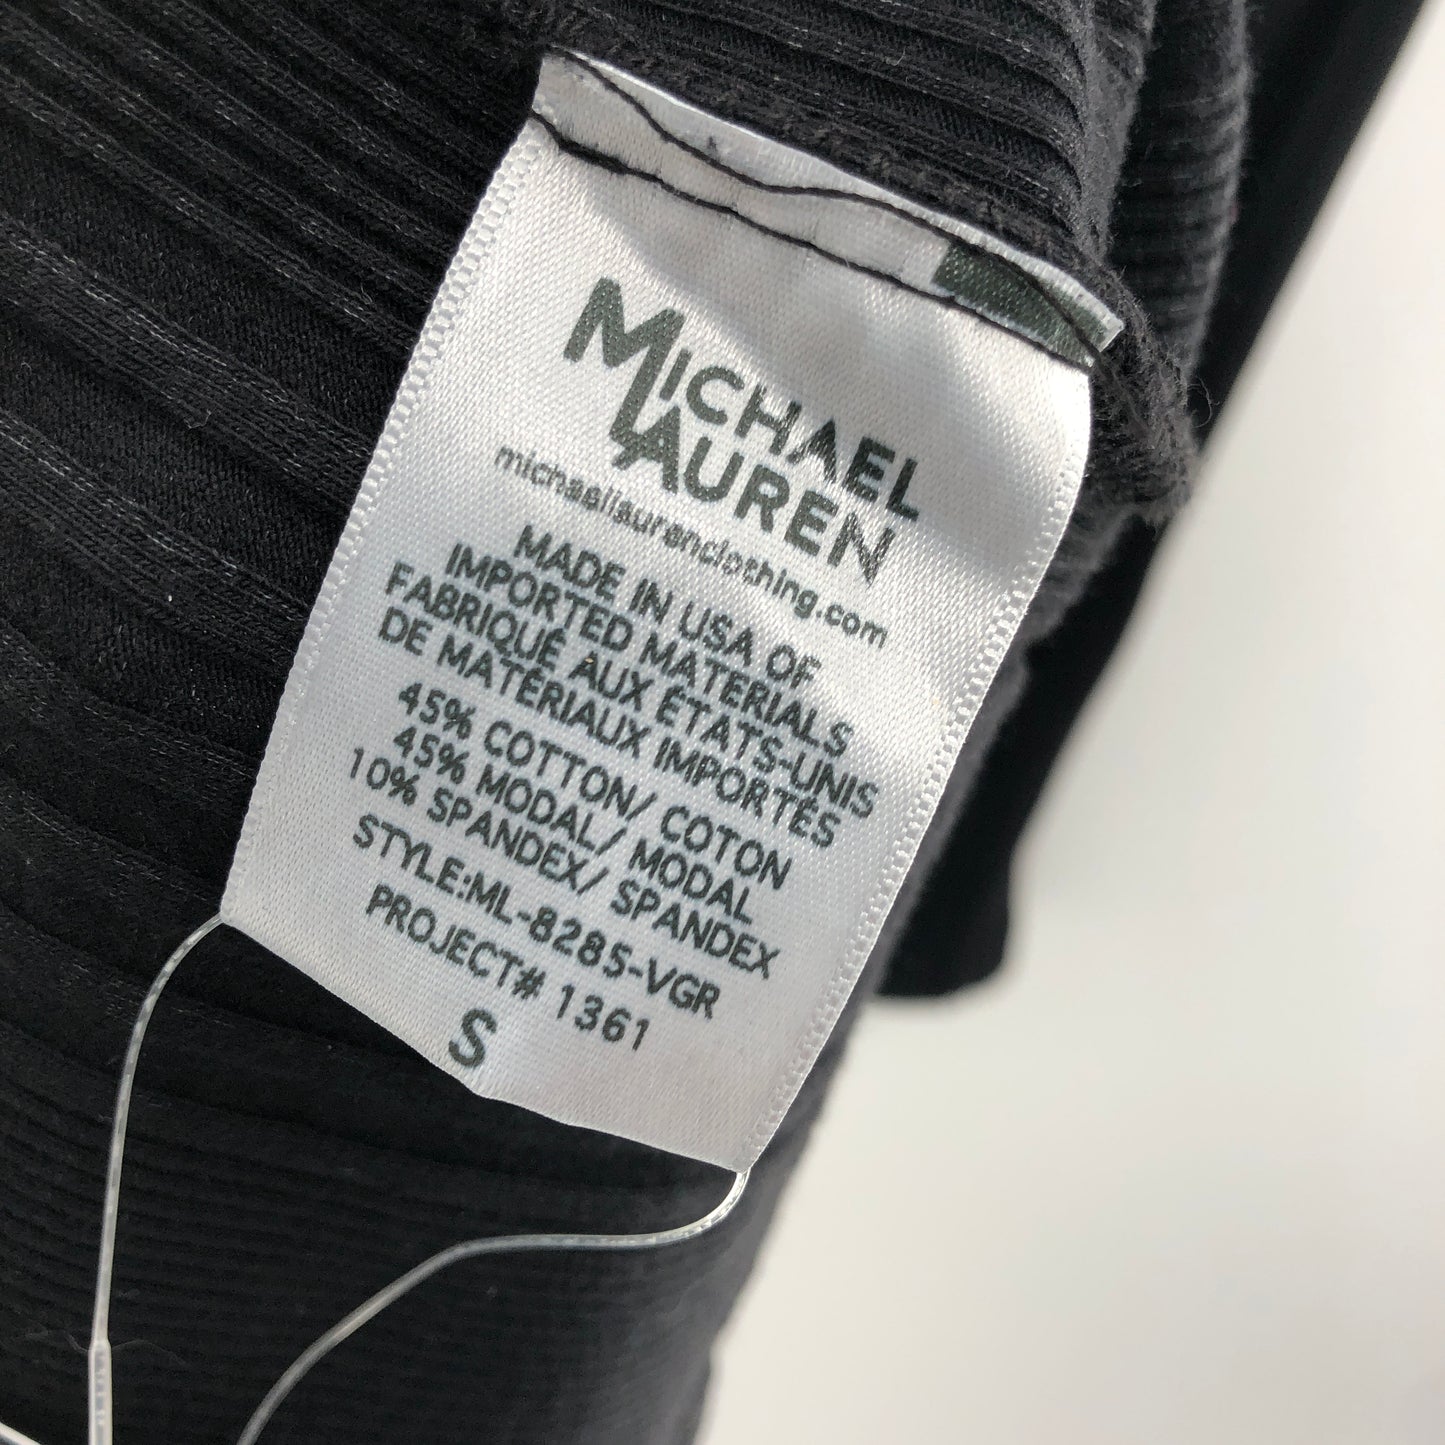 MICHAEL
LAUREN
michaellaurenclothing.com
MADE IN USA OF
IMPORTED MATERIALS
FABRIQUÉ AUX ÉTATS-UNIS
DE MATÉRIAUX IMPORTÉS
45% COTTON/ COTON
45% MODAL/ MODAL
10% SPANDEX/ SPANDEX
STYLE:ML-8285-VGR
PROJECT# 1361
S